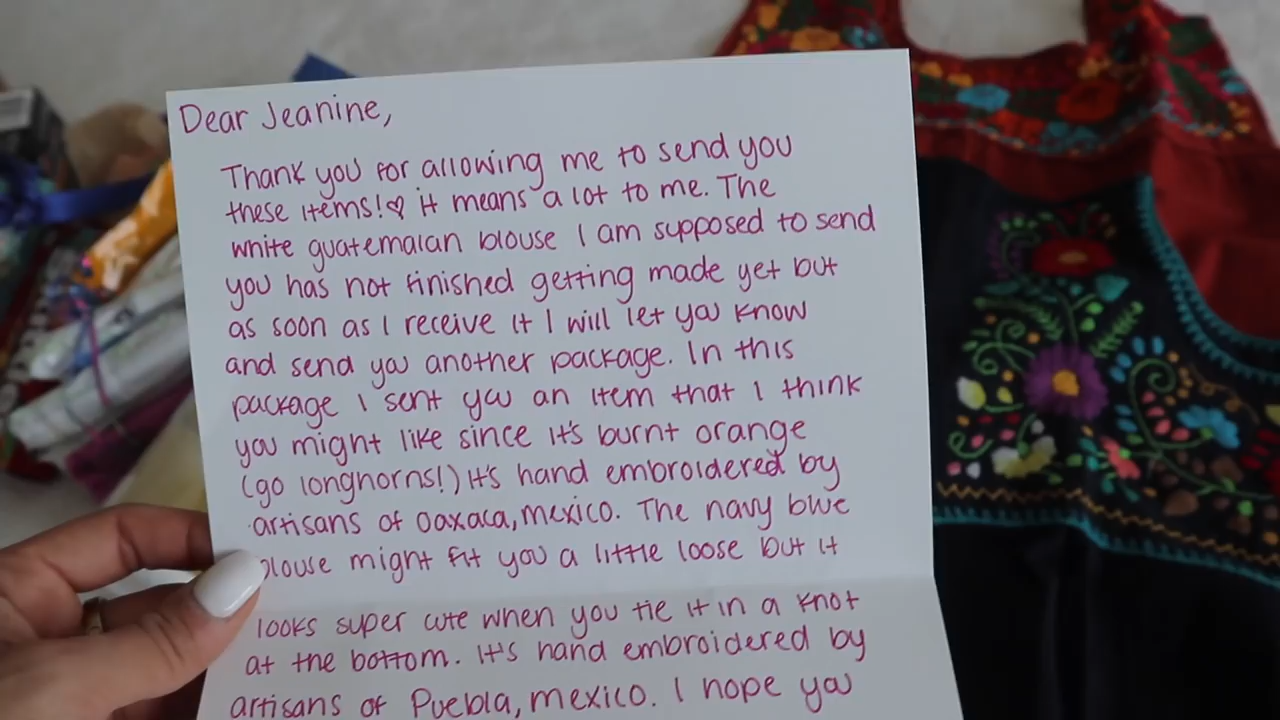 Dear Jeanine,
Thank you for allowing me to send you
these items!♡ it means a lot to me. The
white guatemalan blouse I am supposed to send
you has not finished getting made yet but
as soon as I receive it I will let you know
and send you another package. In this
package I sent you an item that I think
you might like since it's burnt orange
(go longhorns!) It's hand embroidered by
artisans of Oaxaca, mexico. The navy blue
blouse might fit you a little loose but it
looks super cute when you tie it in a knot
at the bottom. It's hand embroidered by
artisans of Puebla, mexico. I hope you